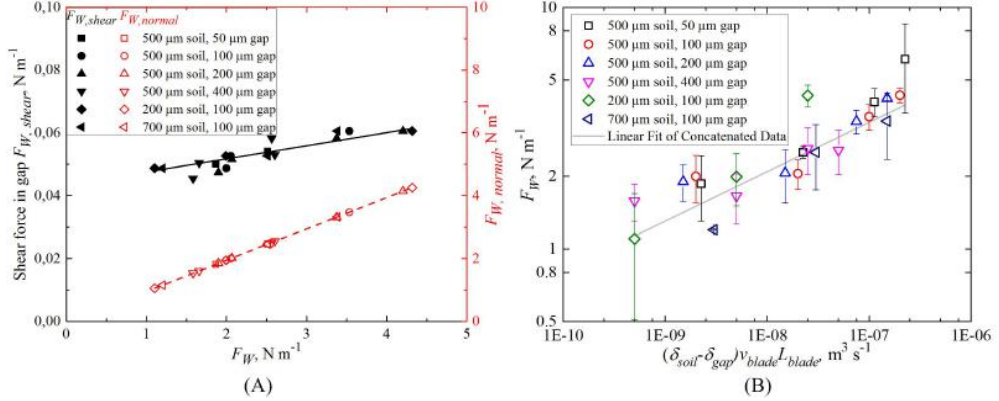 F_W,shear F_W,normal
500 µm soil, 50 µm gap
500 µm soil, 100 µm gap
500 µm soil, 200 µm gap
500 µm soil, 400 µm gap
200 µm soil, 100 µm gap
700 µm soil, 100 µm gap
Shear force in gap F_W,shear, N m⁻¹
0,10
0,08
0,06
0,04
0,02
0,00
0
1
2
3
4
5
F_W, N m⁻¹
10
8
6
4
2
0
F_W,normal, N m⁻¹
(A)
500 µm soil, 50 µm gap
500 µm soil, 100 µm gap
500 µm soil, 200 µm gap
500 µm soil, 400 µm gap
200 µm soil, 100 µm gap
700 µm soil, 100 µm gap
Linear Fit of Concatenated Data
F_W, N m⁻¹
8
5
2
1
0.8
0.5
1E-10
1E-09
1E-08
1E-07
1E-06
(δ_soil-δ_gap)v_bladeL_blade, m³ s⁻¹
(B)